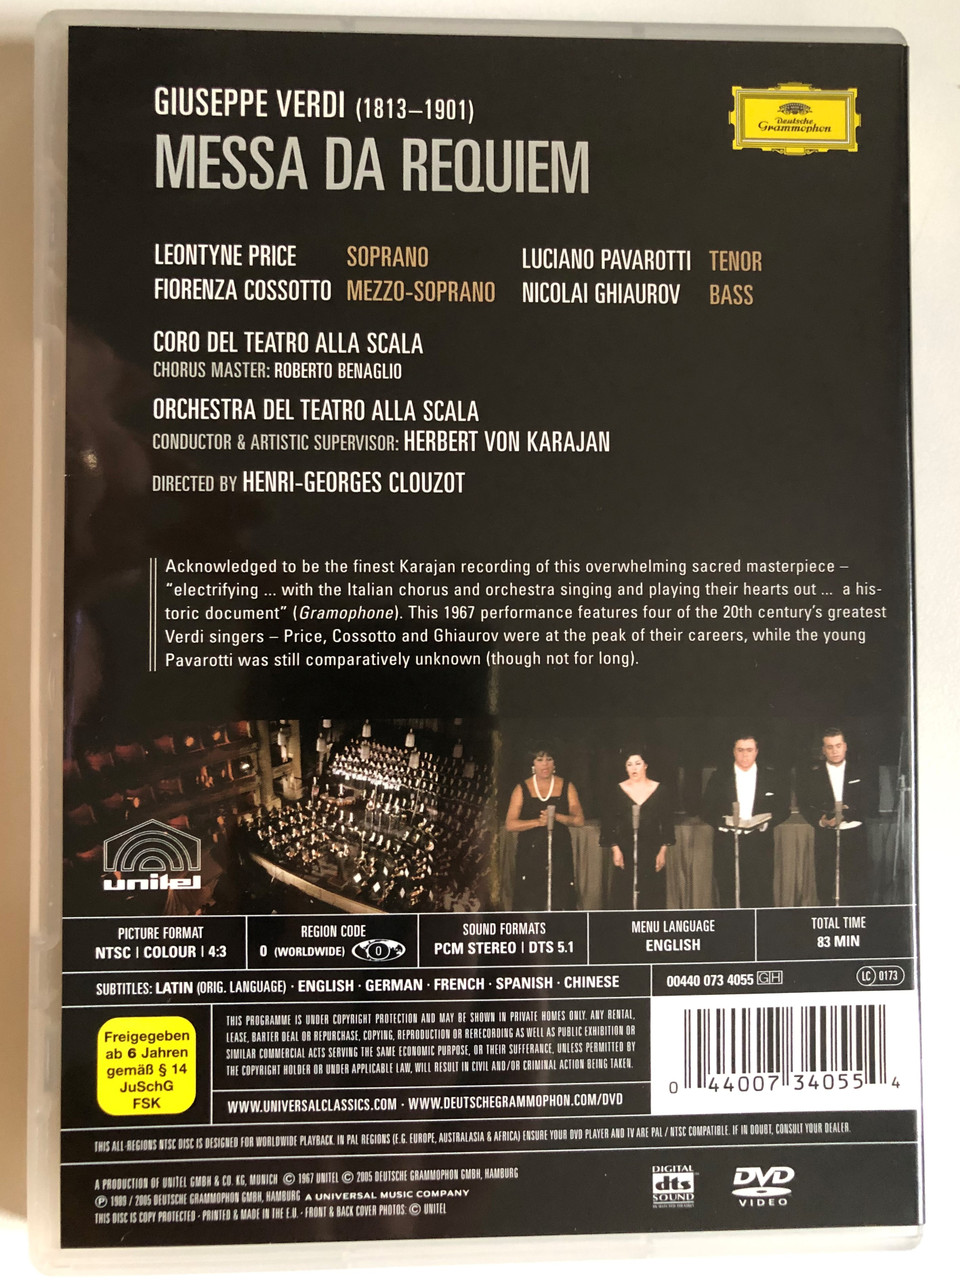 GIUSEPPE VERDI (1813–1901)
MESSA DA REQUIEM
Deutsche
Grammophon
LEONTYNE PRICE SOPRANO
FIORENZA COSSOTTO MEZZO-SOPRANO
LUCIANO PAVAROTTI TENOR
NICOLAI GHIAUROV BASS
CORO DEL TEATRO ALLA SCALA
CHORUS MASTER: ROBERTO BENAGLIO
ORCHESTRA DEL TEATRO ALLA SCALA
CONDUCTOR & ARTISTIC SUPERVISOR: HERBERT VON KARAJAN
DIRECTED BY HENRI-GEORGES CLOUZOT
Acknowledged to be the finest Karajan recording of this overwhelming sacred masterpiece –
“electrifying ... with the Italian chorus and orchestra singing and playing their hearts out ... a his-
toric document” (Gramophone). This 1967 performance features four of the 20th century’s greatest
Verdi singers – Price, Cossotto and Ghiaurov were at the peak of their careers, while the young
Pavarotti was still comparatively unknown (though not for long).
unitel
PICTURE FORMAT
NTSC | COLOUR | 4:3
REGION CODE
0 (WORLDWIDE) 0
SOUND FORMATS
PCM STEREO | DTS 5.1
MENU LANGUAGE
ENGLISH
TOTAL TIME
83 MIN
SUBTITLES: LATIN (ORIG. LANGUAGE) · ENGLISH · GERMAN · FRENCH · SPANISH · CHINESE
00440 073 4055 GH
LC 0173
Freigegeben
ab 6 Jahren
gemäß § 14
JuSchG
FSK
THIS PROGRAMME IS UNDER COPYRIGHT PROTECTION AND MAY BE SHOWN IN PRIVATE HOMES ONLY. ANY RENTAL,
LEASE, BARTER DEAL OR REPURCHASE, COPYING, REPRODUCTION OR RERECORDING AS WELL AS PUBLIC EXHIBITION OR
SIMILAR COMMERCIAL ACTS SERVING THE SAME ECONOMIC PURPOSE, OR THEIR SUFFERANCE, UNLESS PERMITTED BY
THE COPYRIGHT HOLDER OR UNDER APPLICABLE LAW, WILL RESULT IN CIVIL AND/OR CRIMINAL ACTION BEING TAKEN.
WWW.UNIVERSALCLASSICS.COM · WWW.DEUTSCHEGRAMMOPHON.COM/DVD
0 44007 34055 4
THIS ALL-REGIONS NTSC DISC IS DESIGNED FOR WORLDWIDE PLAYBACK. IN PAL REGIONS (E.G. EUROPE, AUSTRALASIA & AFRICA) ENSURE YOUR DVD PLAYER AND TV ARE PAL / NTSC COMPATIBLE. IF IN DOUBT, CONSULT YOUR DEALER.
A PRODUCTION OF UNITEL GMBH & CO. KG, MUNICH © 1967 UNITEL © 2005 DEUTSCHE GRAMMOPHON GMBH, HAMBURG
℗ 1989 / 2005 DEUTSCHE GRAMMOPHON GMBH, HAMBURG A UNIVERSAL MUSIC COMPANY
THIS DISC IS COPY PROTECTED · PRINTED & MADE IN THE E.U. · FRONT & BACK COVER PHOTOS: © UNITEL
DIGITAL
dts
SOUND
DVD
VIDEO